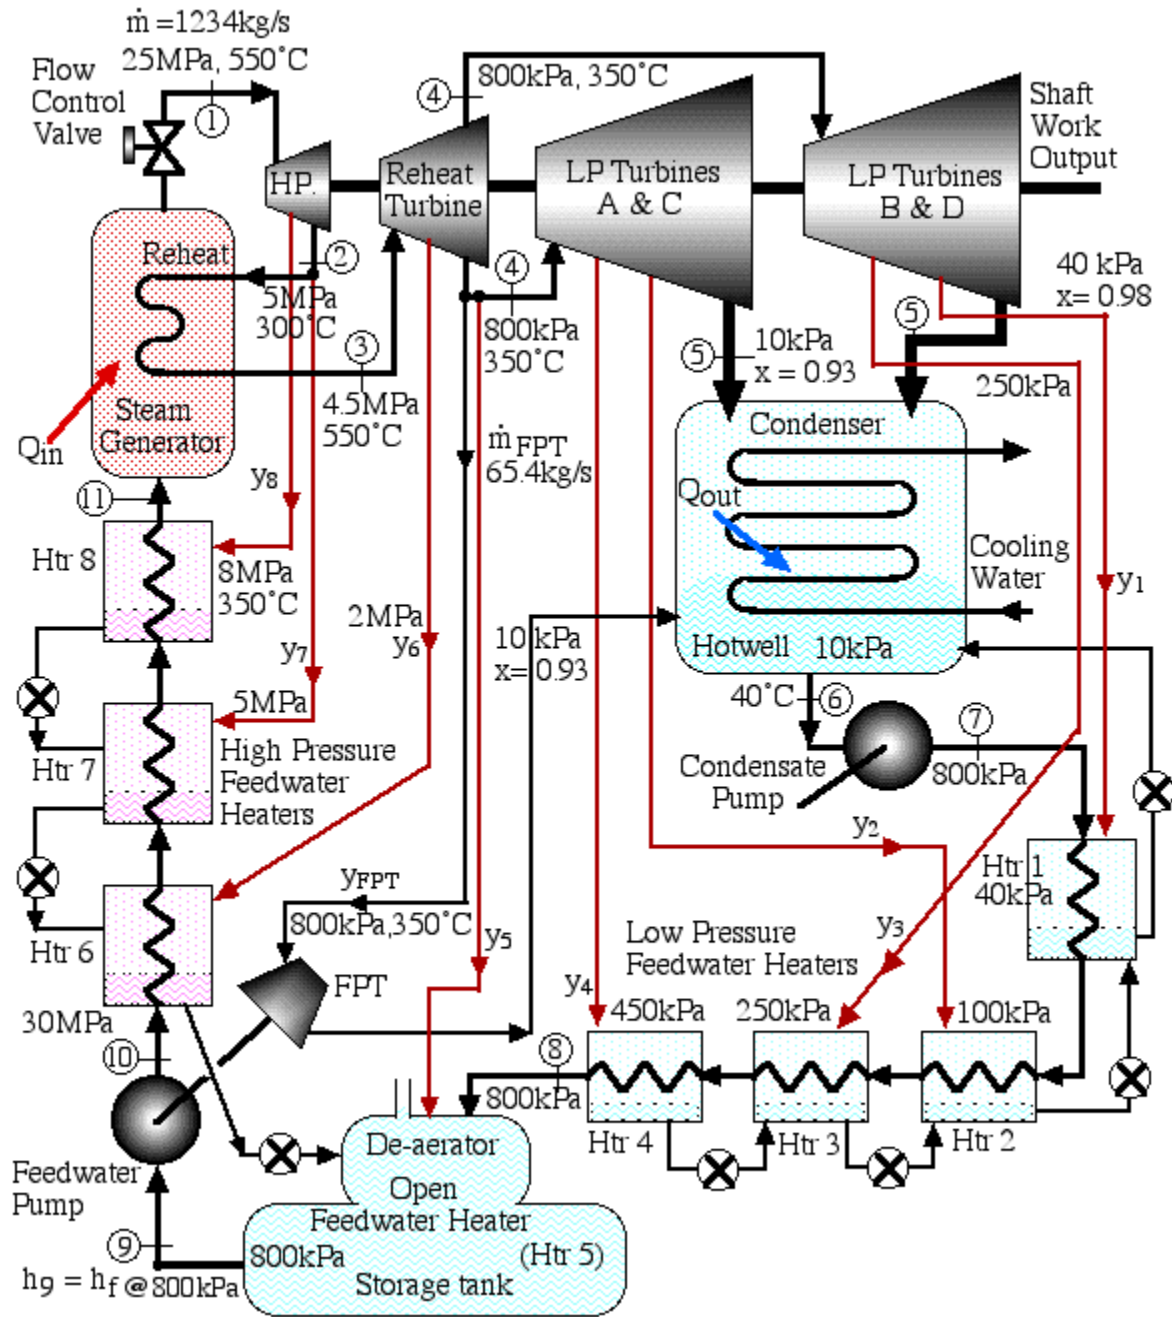 ṁ =1234kg/s
25MPa, 550°C
Flow
Control
Valve
①
④
800kPa, 350°C
Shaft
Work
Output
HP.
Reheat
Turbine
LP Turbines
A & C
LP Turbines
B & D
②
Reheat
5MPa
300°C
③
4.5MPa
550°C
④
800kPa
350°C
40 kPa
x= 0.98
⑤
⑤
10kPa
x = 0.93
250kPa
Steam
Generator
Qin
ṁ FPT
65.4kg/s
Condenser
Qout
Cooling
Water
Hotwell
10kPa
y8
⑪
Htr 8
8MPa
350°C
y7
2MPa
y6
10 kPa
x= 0.93
y1
40°C
⑥
⑦
800kPa
Condensate
Pump
5MPa
Htr 7
High Pressure
Feedwater
Heaters
y2
Htr 1
40kPa
yFPT
800kPa,350°C
y5
FPT
Htr 6
30MPa
⑩
Low Pressure
Feedwater Heaters
y3
y4
450kPa
250kPa
100kPa
⑧
800kPa
Htr 4
Htr 3
Htr 2
Feedwater
Pump
De-aerator
Open
Feedwater Heater
(Htr 5)
Storage tank
800kPa
⑨
h9 = hf @ 800kPa